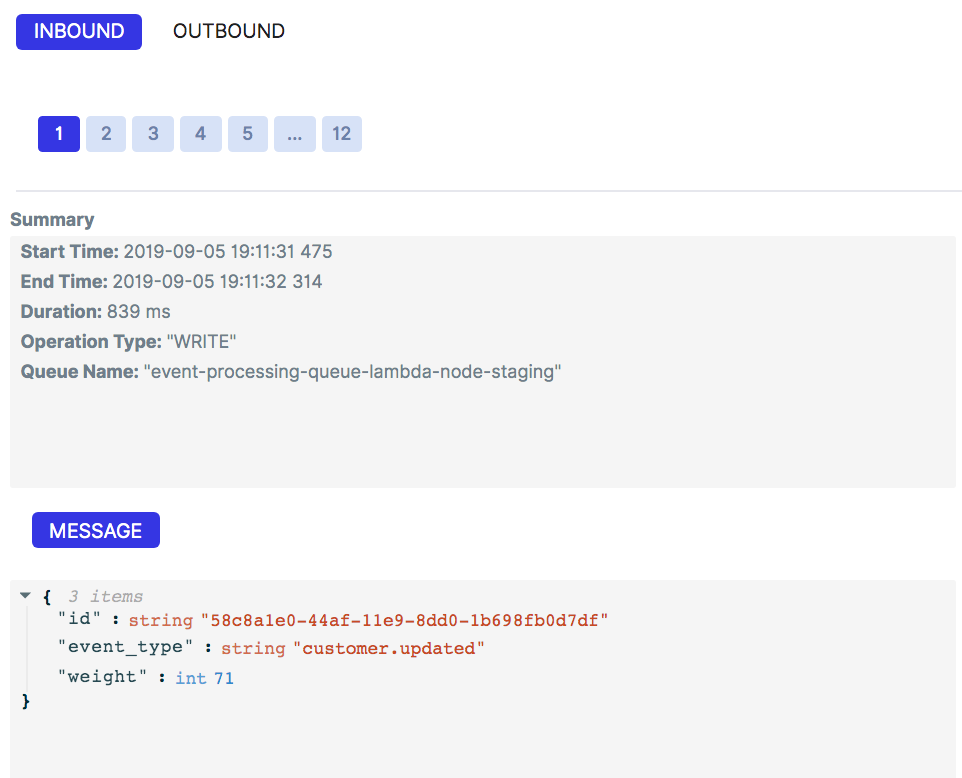 INBOUND OUTBOUND
1 2 3 4 5 ... 12
Summary
Start Time: 2019-09-05 19:11:31 475
End Time: 2019-09-05 19:11:32 314
Duration: 839 ms
Operation Type: "WRITE"
Queue Name: "event-processing-queue-lambda-node-staging"
MESSAGE
{ 3 items
"id" : string "58c8a1e0-44af-11e9-8dd0-1b698fb0d7df"
"event_type" : string "customer.updated"
"weight" : int 71
}